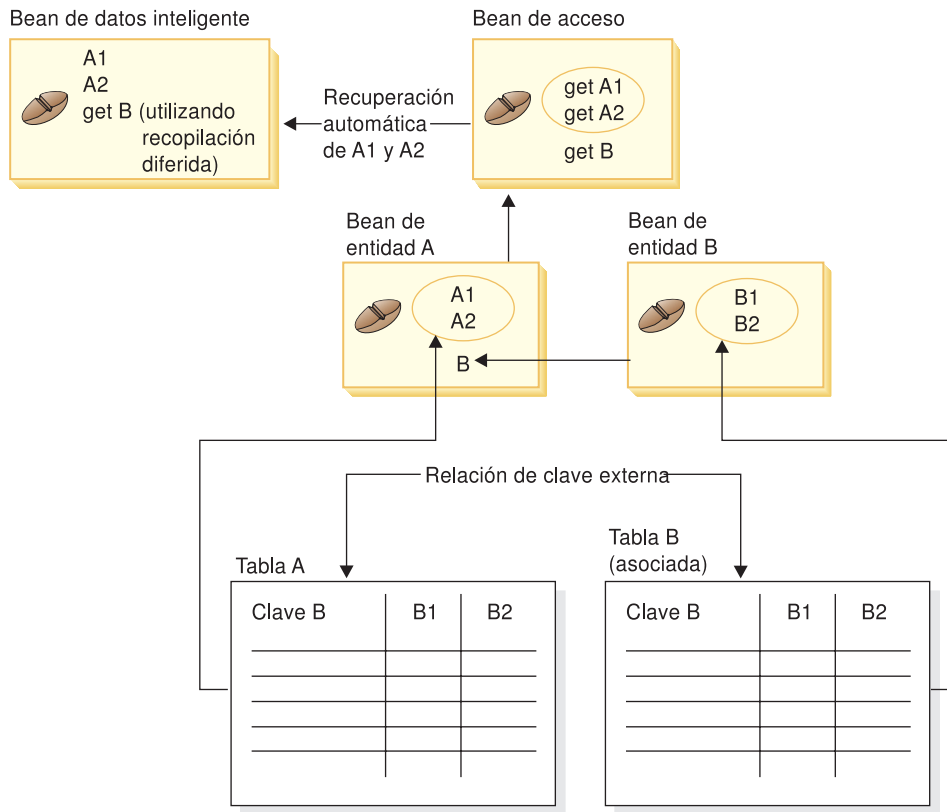 Bean de datos inteligente
A1
A2
get B (utilizando
recopilación
diferida)
Recuperación
automática
de A1 y A2
Bean de acceso
get A1
get A2
get B
Bean de
entidad A
A1
A2
B
Bean de
entidad B
B1
B2
Relación de clave externa
Tabla A
Clave B B1 B2
Tabla B
(asociada)
Clave B B1 B2